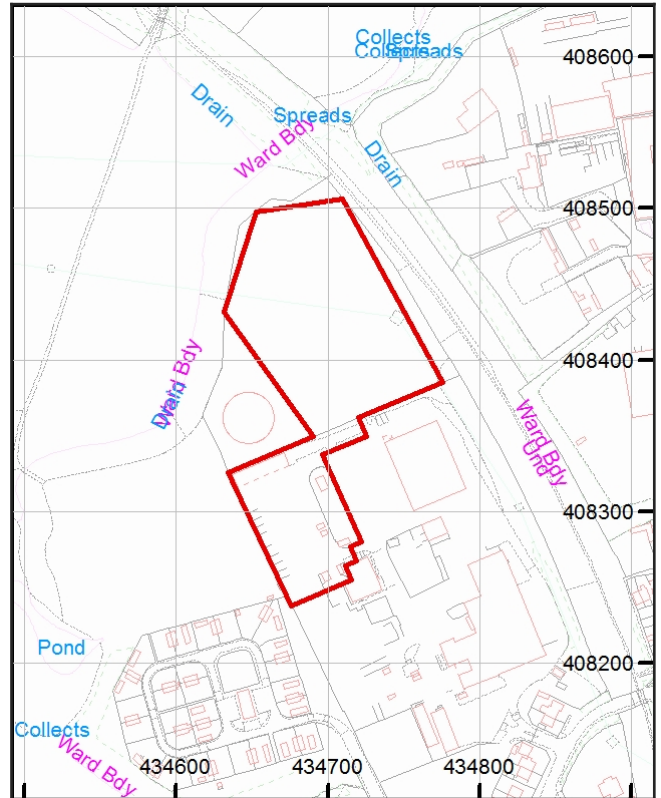 Collects
Collects Spreads
408600
Drain
Spreads
Ward Bdy
Drain
408500
408400
Ward Bdy
Drain
Ward Bdy
Und
408300
Pond
408200
Collects
Ward Bdy
434600
434700
434800